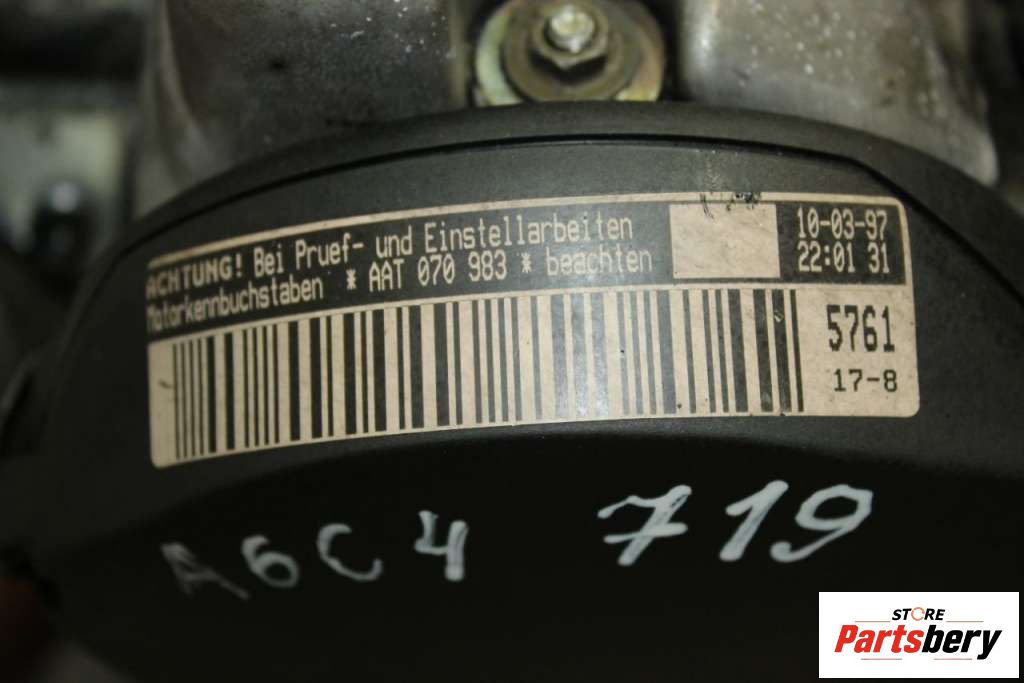 ACHTUNG! Bei Pruef- und Einstellarbeiten
Motorkennbuchstaben * AAT 070 983 * beachten
10-03-97
22:01 31
5761
17-8
A6C4 719
STORE
Partsbery